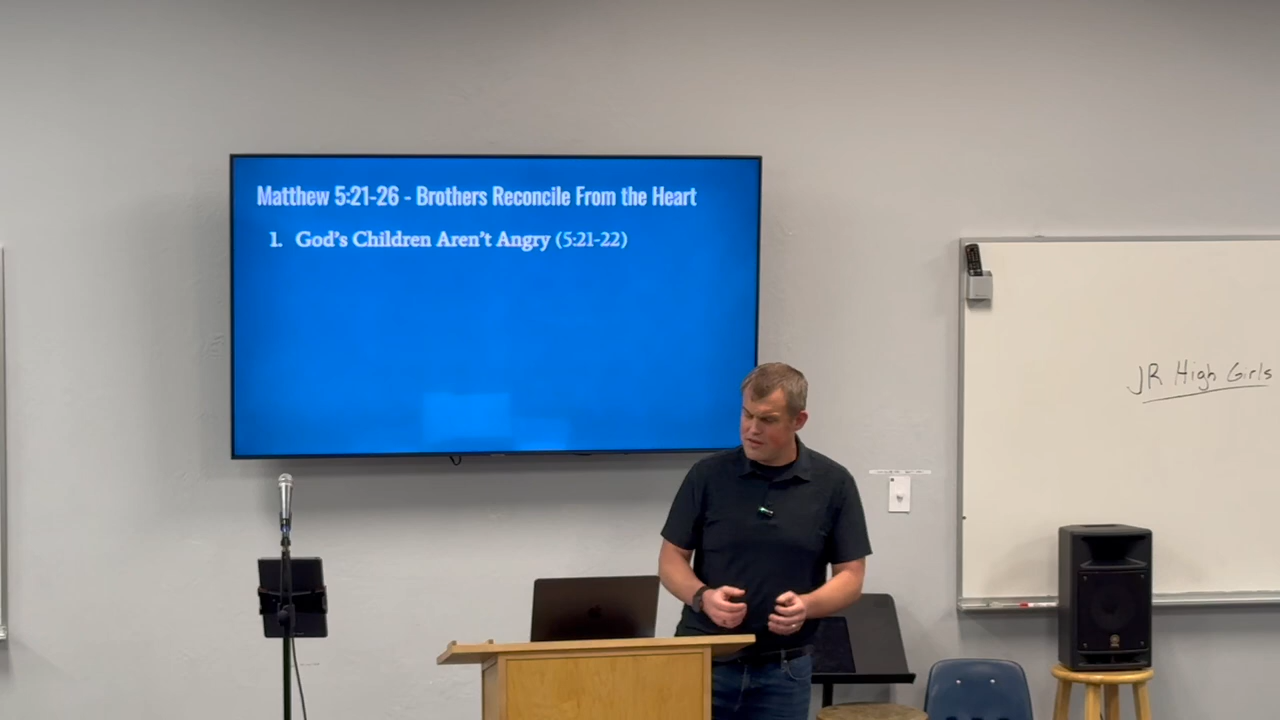 Matthew 5:21-26 - Brothers Reconcile From the Heart
1. God's Children Aren't Angry (5:21-22)
JR High Girls